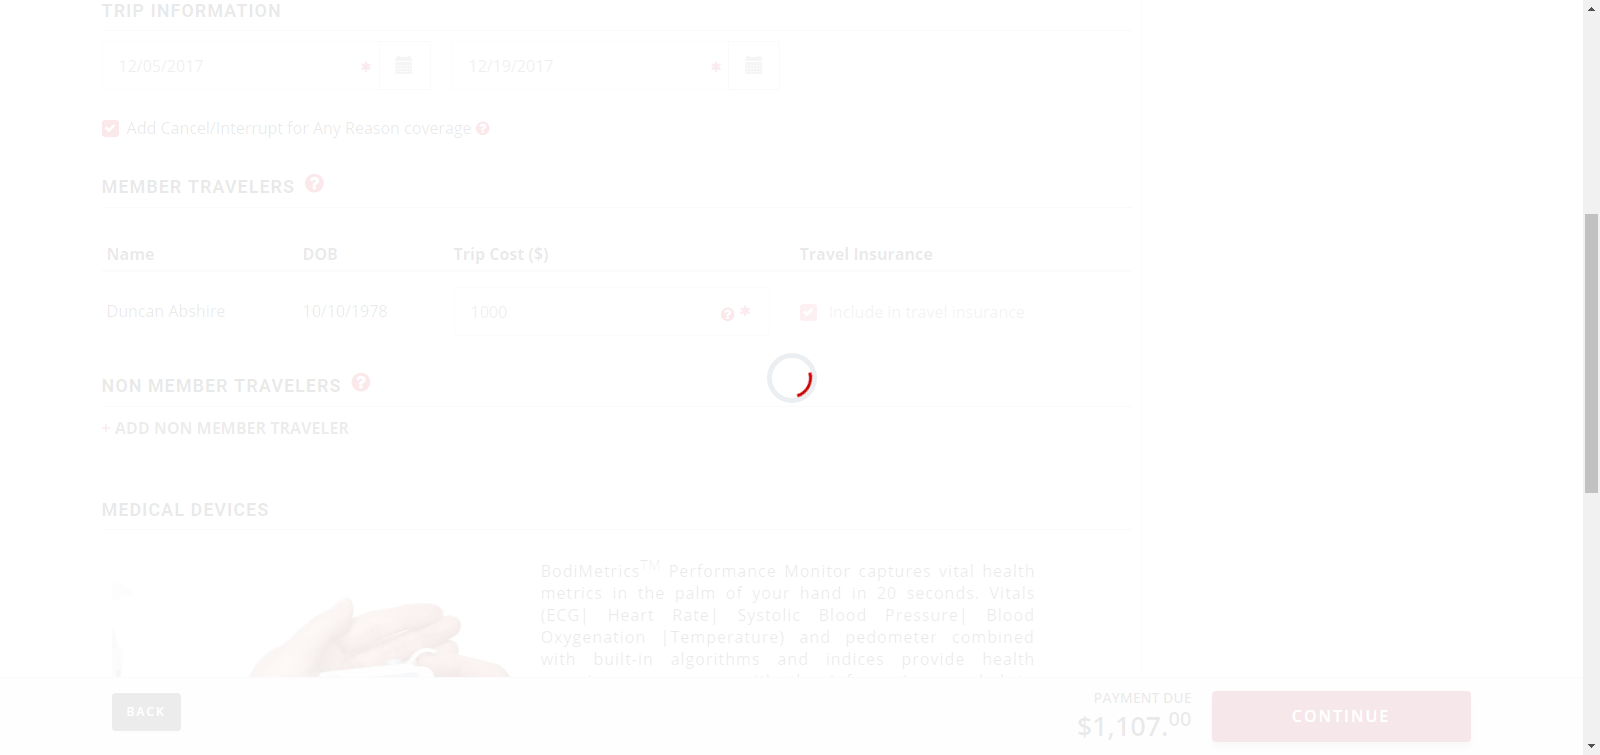 TRIP INFORMATION
12/05/2017 * 12/19/2017 *
Add Cancel/Interrupt for Any Reason coverage ?
MEMBER TRAVELERS ?
Name DOB Trip Cost ($) Travel Insurance
Duncan Abshire 10/10/1978 1000 ? * Include in travel insurance
NON MEMBER TRAVELERS ?
+ ADD NON MEMBER TRAVELER
MEDICAL DEVICES
BodiMetrics™ Performance Monitor captures vital health
metrics in the palm of your hand in 20 seconds. Vitals
(ECG| Heart Rate| Systolic Blood Pressure| Blood
Oxygenation |Temperature) and pedometer combined
with built-in algorithms and indices provide health
BACK
PAYMENT DUE
$1,107.00
CONTINUE